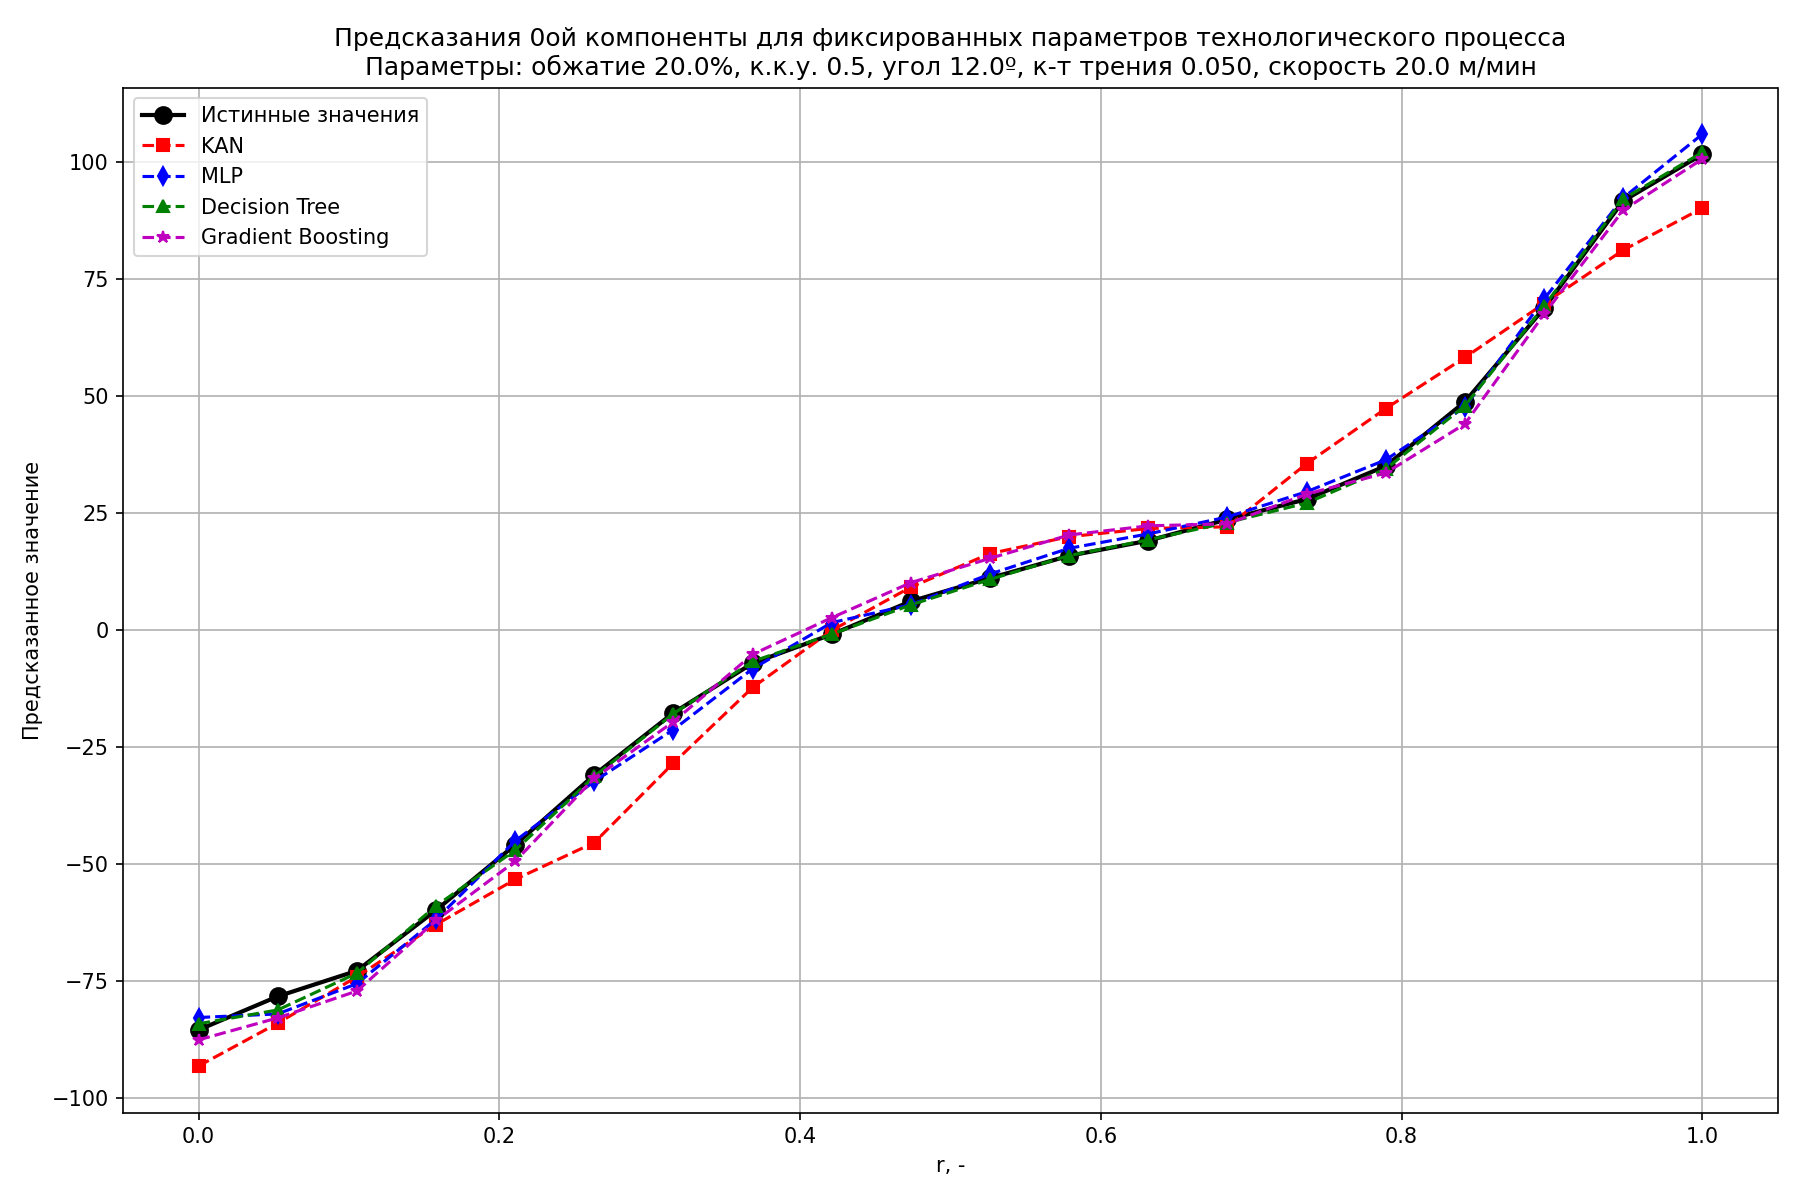 Предсказания 0ой компоненты для фиксированных параметров технологического процесса
Параметры: обжатие 20.0%, к.к.у. 0.5, угол 12.0º, к-т трения 0.050, скорость 20.0 м/мин
Истинные значения
KAN
MLP
Decision Tree
Gradient Boosting
Предсказанное значение
100
75
50
25
0
−25
−50
−75
−100
0.0 0.2 0.4 0.6 0.8 1.0
r, -